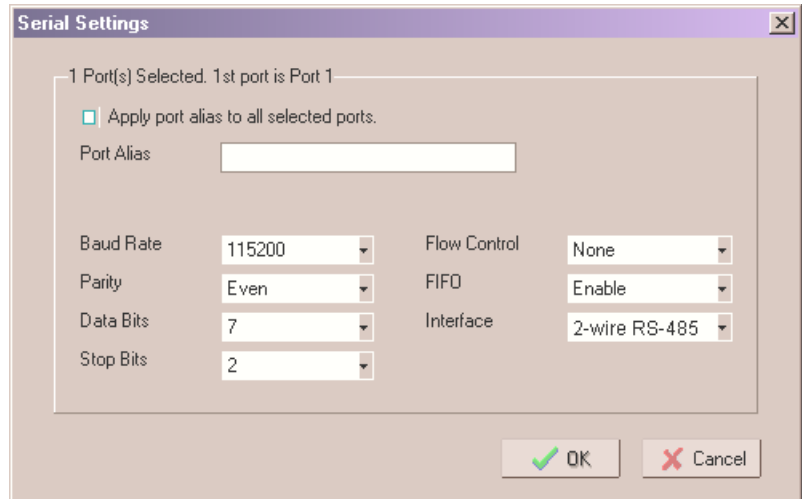 Serial Settings
1 Port(s) Selected. 1st port is Port 1
Apply port alias to all selected ports.
Port Alias
Baud Rate 115200 Flow Control None
Parity Even FIFO Enable
Data Bits 7 Interface 2-wire RS-485
Stop Bits 2
OK Cancel